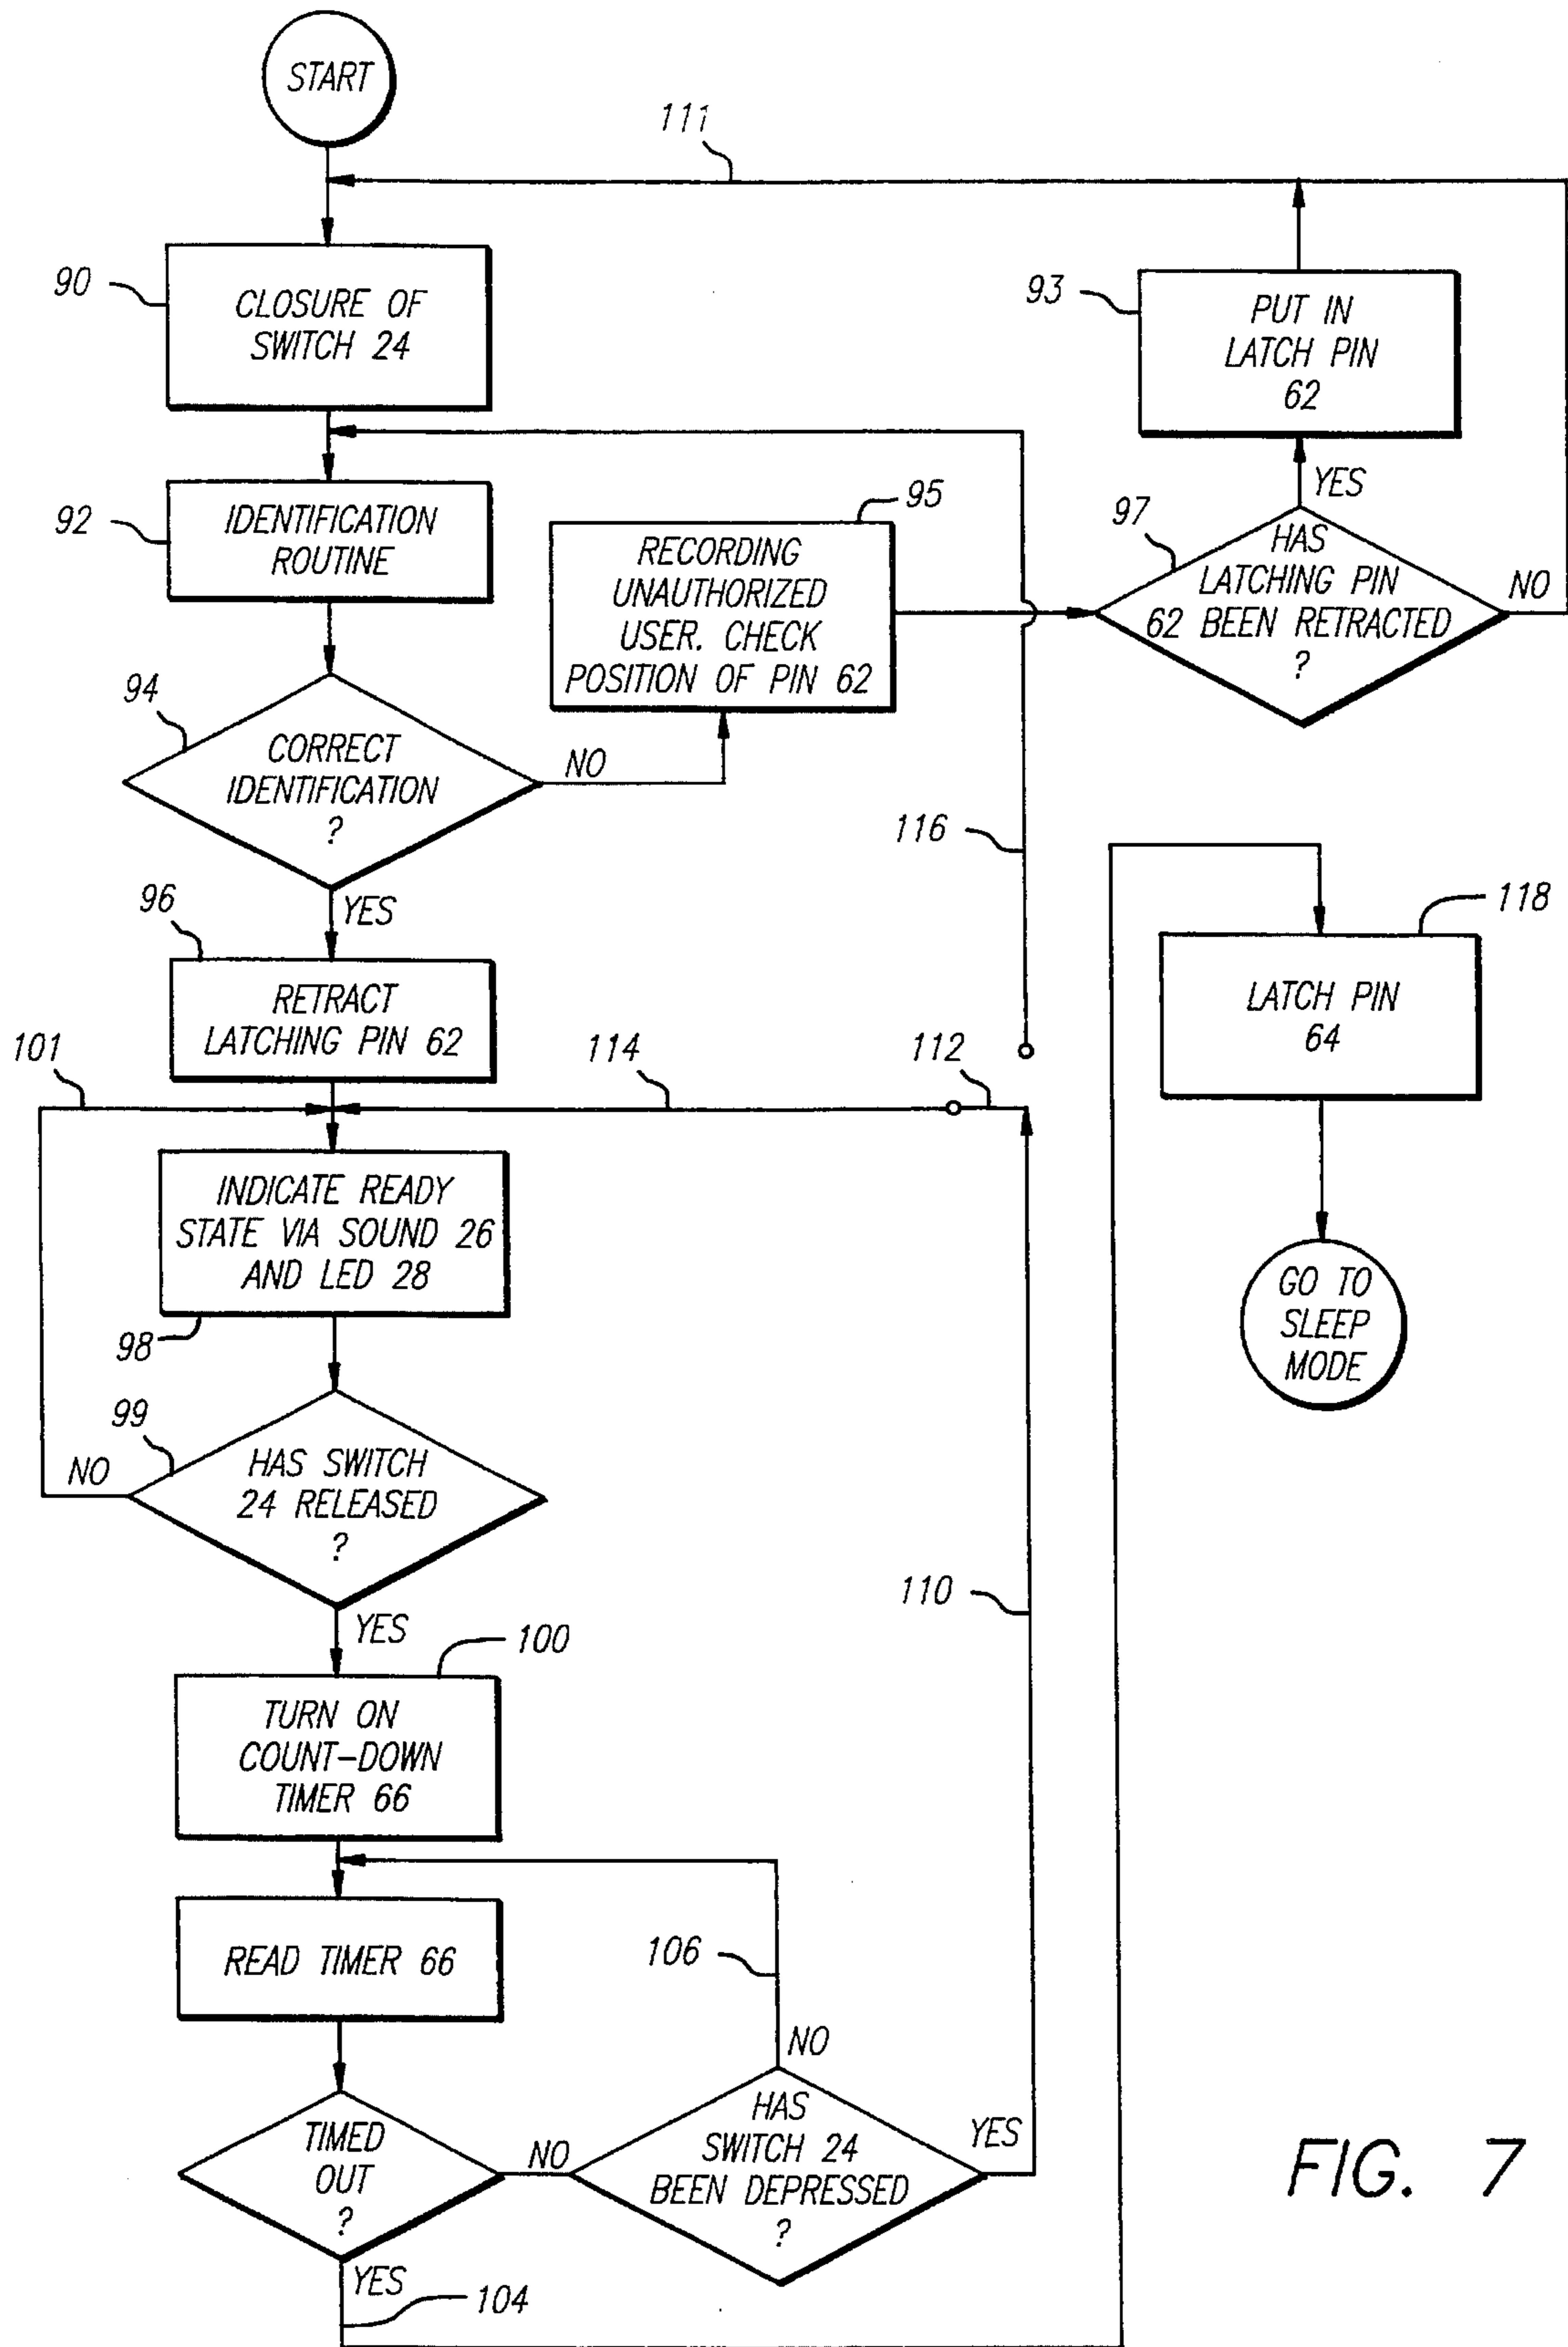 START
111
90
CLOSURE OF
SWITCH 24
93
PUT IN
LATCH PIN
62
YES
92
IDENTIFICATION
ROUTINE
95
RECORDING
UNAUTHORIZED
USER. CHECK
POSITION OF PIN 62
97
HAS
LATCHING PIN
62 BEEN RETRACTED
?
NO
94
CORRECT
IDENTIFICATION
?
NO
YES
116
96
RETRACT
LATCHING PIN 62
118
LATCH PIN
64
101
114
112
INDICATE READY
STATE VIA SOUND 26
AND LED 28
98
GO TO
SLEEP
MODE
99
NO
HAS SWITCH
24 RELEASED
?
YES
110
100
TURN ON
COUNT-DOWN
TIMER 66
READ TIMER 66
106
NO
TIMED
OUT
?
NO
HAS
SWITCH 24
BEEN DEPRESSED
?
YES
YES
104
FIG. 7